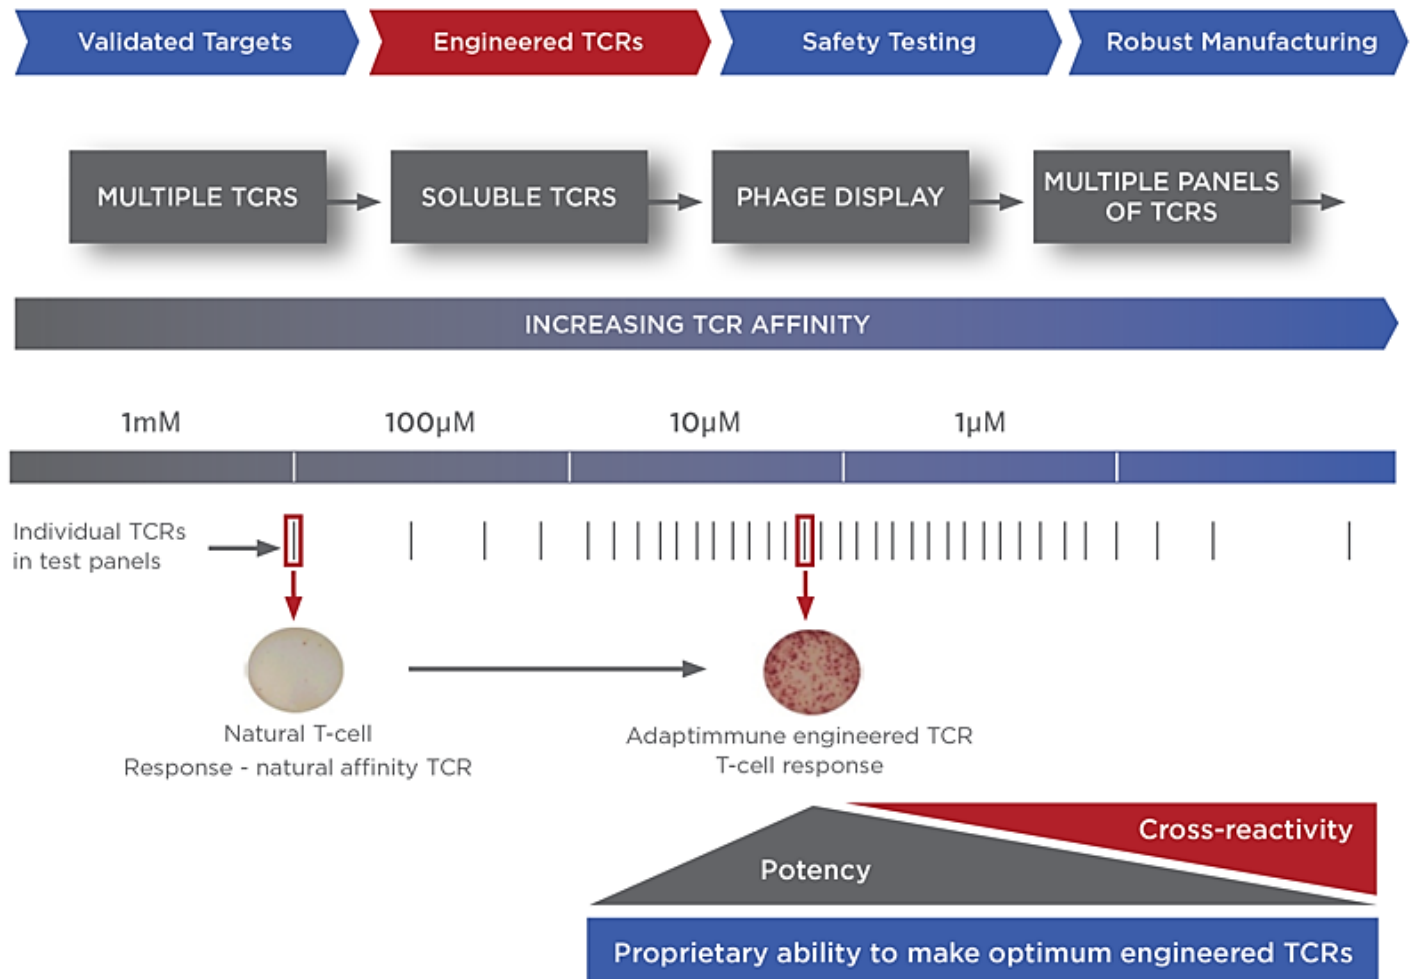 Validated Targets
Engineered TCRs
Safety Testing
Robust Manufacturing
MULTIPLE TCRS
SOLUBLE TCRS
PHAGE DISPLAY
MULTIPLE PANELS
OF TCRS
INCREASING TCR AFFINITY
1mM
100µM
10µM
1µM
Individual TCRs
in test panels
Natural T-cell
Response - natural affinity TCR
Adaptimmune engineered TCR
T-cell response
Cross-reactivity
Potency
Proprietary ability to make optimum engineered TCRs